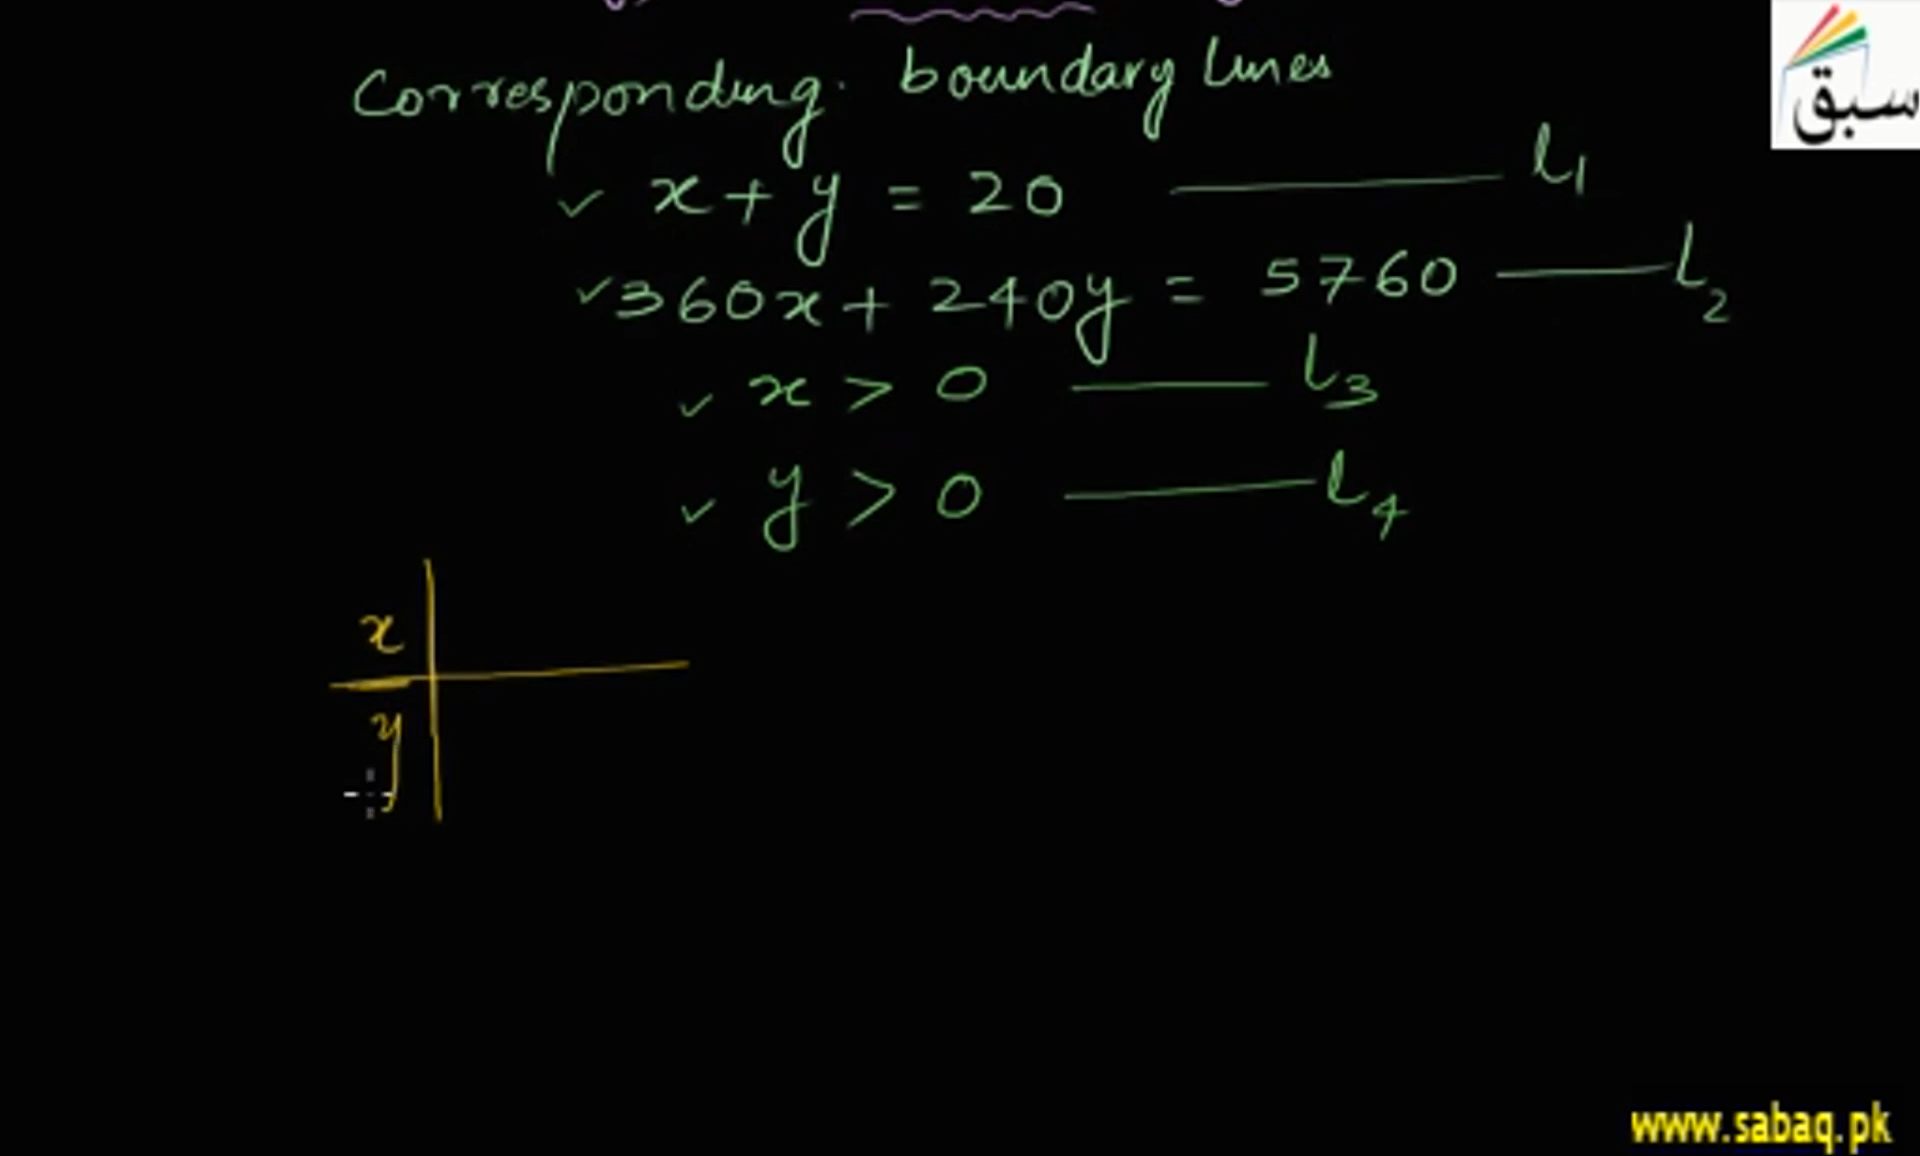 سبق
Corresponding boundary lines
✓ x + y = 20 — l₁
✓ 360x + 240y = 5760 — l₂
✓ x > 0 — l₃
✓ y > 0 — l₄
x
y
www.sabaq.pk